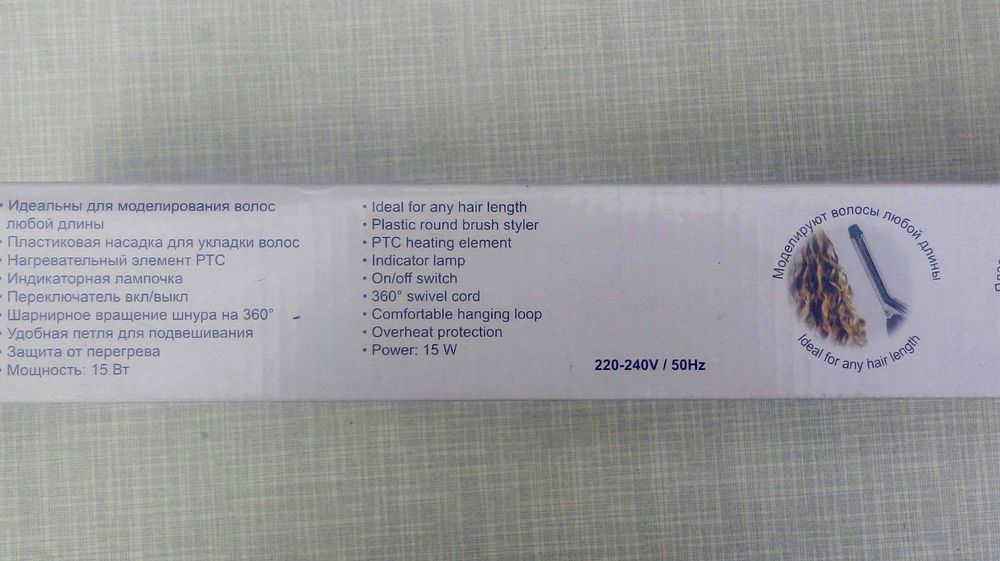 • Идеальны для моделирования волос
любой длины
• Пластиковая насадка для укладки волос
• Нагревательный элемент PTC
• Индикаторная лампочка
• Переключатель вкл/выкл
• Шарнирное вращение шнура на 360°
• Удобная петля для подвешивания
• Защита от перегрева
• Мощность: 15 Вт
• Ideal for any hair length
• Plastic round brush styler
• PTC heating element
• Indicator lamp
• On/off switch
• 360° swivel cord
• Comfortable hanging loop
• Overheat protection
• Power: 15 W
220-240V / 50Hz
Моделируют волосы любой длины
Ideal for any hair length